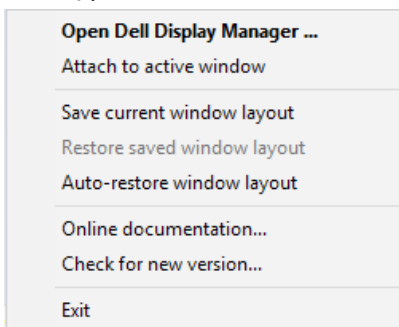 Open Dell Display Manager ...
Attach to active window
Save current window layout
Restore saved window layout
Auto-restore window layout
Online documentation...
Check for new version...
Exit